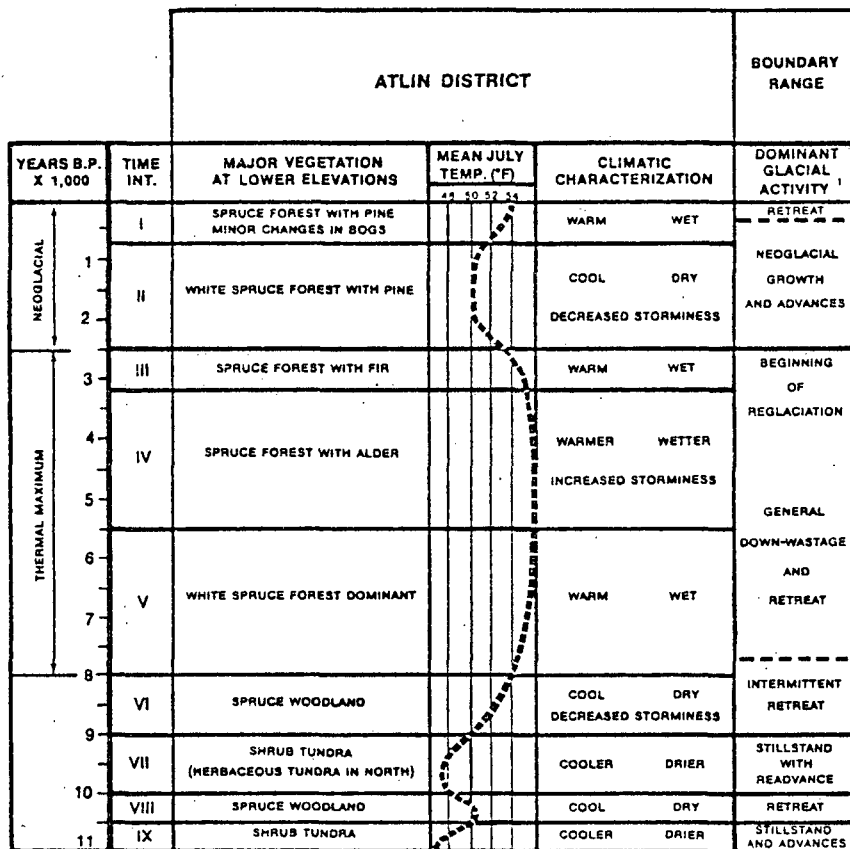 ATLIN DISTRICT
BOUNDARY
RANGE
YEARS B.P.
X 1,000
TIME
INT.
MAJOR VEGETATION
AT LOWER ELEVATIONS
MEAN JULY
TEMP. (°F)
48 50 52 54
CLIMATIC
CHARACTERIZATION
DOMINANT
GLACIAL
ACTIVITY 1
NEOGLACIAL
I
SPRUCE FOREST WITH PINE
MINOR CHANGES IN BOGS
WARM WET
RETREAT
1
2
II
WHITE SPRUCE FOREST WITH PINE
COOL DRY
DECREASED STORMINESS
NEOGLACIAL
GROWTH
AND ADVANCES
THERMAL MAXIMUM
3
III
SPRUCE FOREST WITH FIR
WARM WET
BEGINNING
OF
REGLACIATION
4
5
IV
SPRUCE FOREST WITH ALDER
WARMER WETTER
INCREASED STORMINESS
GENERAL
DOWN-WASTAGE
AND
RETREAT
6
7
V
WHITE SPRUCE FOREST DOMINANT
WARM WET
8
VI
SPRUCE WOODLAND
COOL DRY
DECREASED STORMINESS
INTERMITTENT
RETREAT
9
VII
SHRUB TUNDRA
(HERBACEOUS TUNDRA IN NORTH)
COOLER DRIER
STILLSTAND
WITH
READVANCE
10
VIII
SPRUCE WOODLAND
COOL DRY
RETREAT
11
IX
SHRUB TUNDRA
COOLER DRIER
STILLSTAND
AND ADVANCES